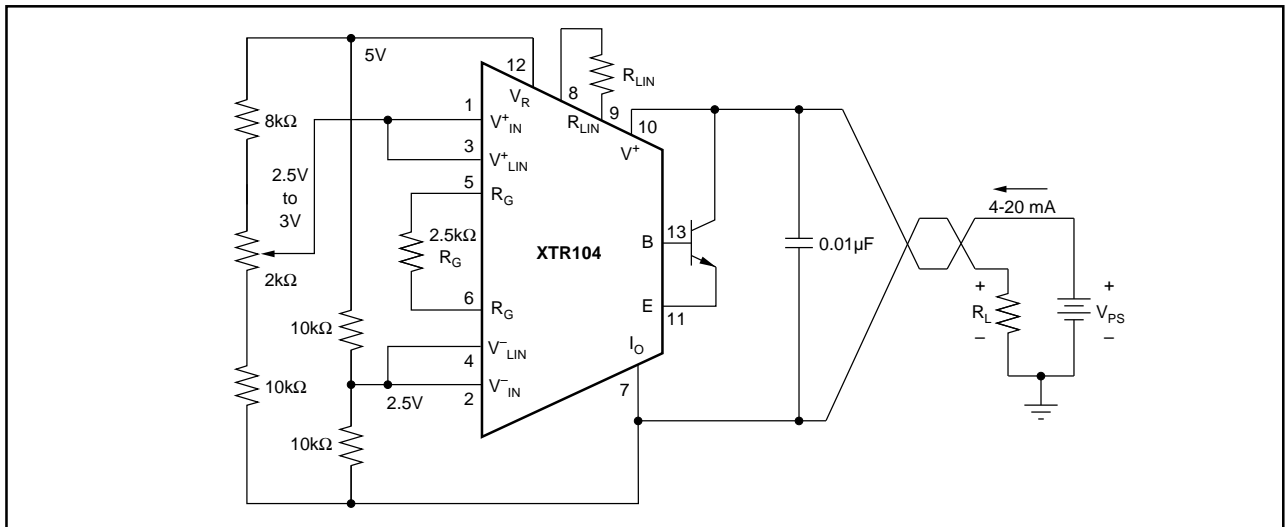 5V
12
V_R
8
R_LIN
9
R_LIN
10
V⁺
8kΩ
1
V⁺_IN
3
V⁺_LIN
2.5V
to
3V
5
R_G
2.5kΩ
R_G
XTR104
B
13
0.01µF
4-20 mA
2kΩ
6
R_G
E
11
+
R_L
–
+
V_PS
–
10kΩ
V⁻_LIN
4
I_O
7
10kΩ
2.5V
2
V⁻_IN
10kΩ